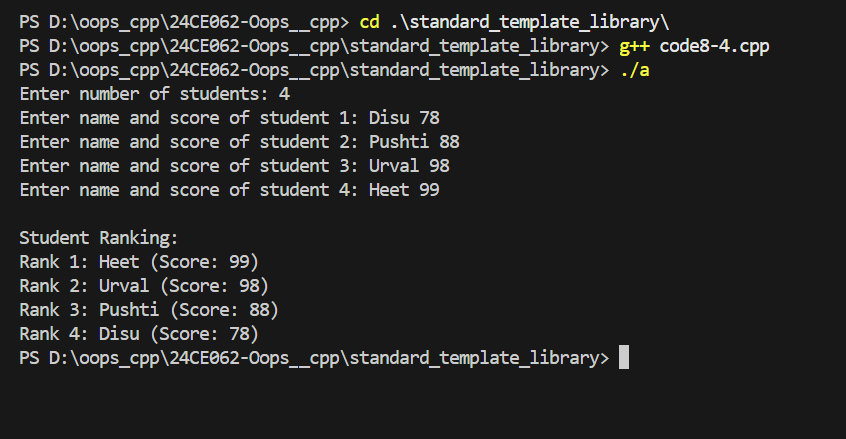 PS D:\oops_cpp\24CE062-Oops__cpp> cd .\standard_template_library\
PS D:\oops_cpp\24CE062-Oops__cpp\standard_template_library> g++ code8-4.cpp
PS D:\oops_cpp\24CE062-Oops__cpp\standard_template_library> ./a
Enter number of students: 4
Enter name and score of student 1: Disu 78
Enter name and score of student 2: Pushti 88
Enter name and score of student 3: Urval 98
Enter name and score of student 4: Heet 99

Student Ranking:
Rank 1: Heet (Score: 99)
Rank 2: Urval (Score: 98)
Rank 3: Pushti (Score: 88)
Rank 4: Disu (Score: 78)
PS D:\oops_cpp\24CE062-Oops__cpp\standard_template_library>